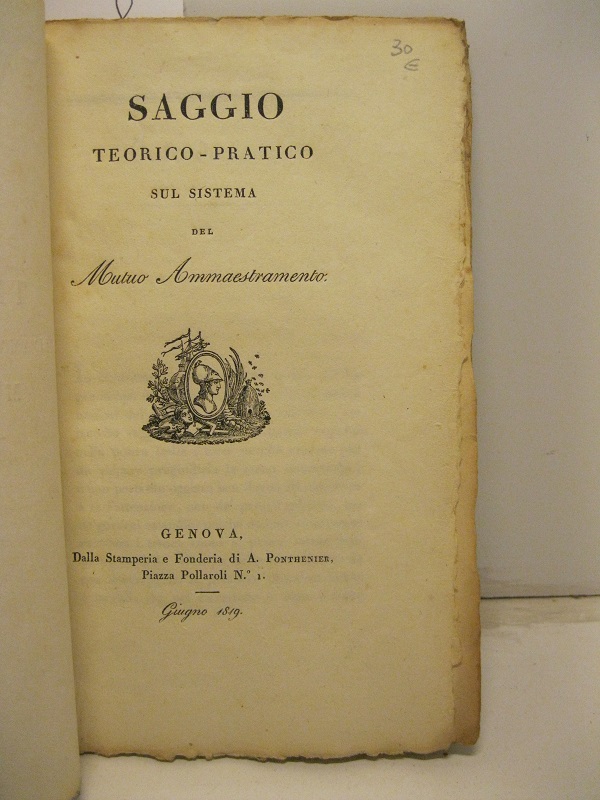 30
€
SAGGIO
TEORICO-PRATICO
SUL SISTEMA
DEL
Mutuo Ammaestramento.
GENOVA,
Dalla Stamperia e Fonderia di A. PONTHENIER,
Piazza Pollaroli N.° 1.
Giugno 1819.